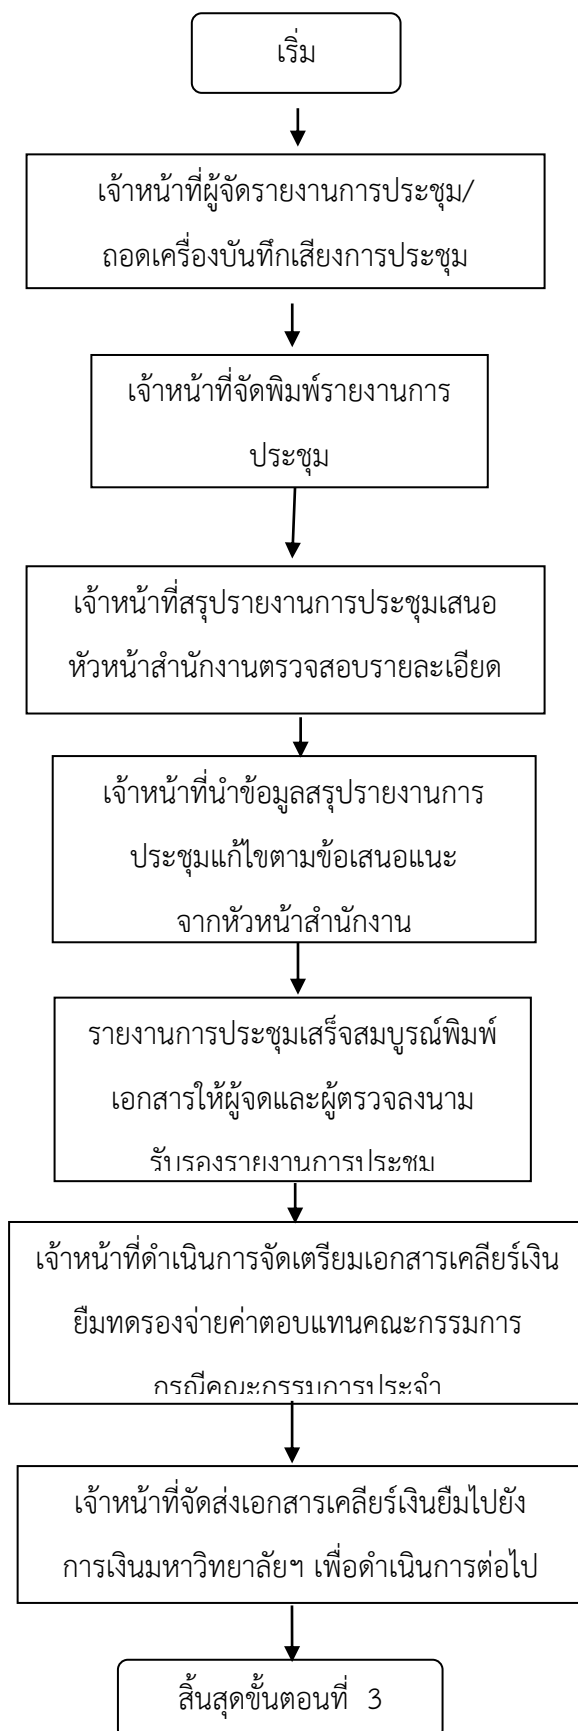 เริ่ม
เจ้าหน้าที่ผู้จัดรายงานการประชุม/
ถอดเครื่องบันทึกเสียงการประชุม
เจ้าหน้าที่จัดพิมพ์รายงานการ
ประชุม
เจ้าหน้าที่สรุปรายงานการประชุมเสนอ
หัวหน้าสำนักงานตรวจสอบรายละเอียด
เจ้าหน้าที่นำข้อมูลสรุปรายงานการ
ประชุมแก้ไขตามข้อเสนอแนะ
จากหัวหน้าสำนักงาน
รายงานการประชุมเสร็จสมบูรณ์พิมพ์
เอกสารให้ผู้จดและผู้ตรวจลงนาม
รับรองรายงานการประชุม
เจ้าหน้าที่ดำเนินการจัดเตรียมเอกสารเคลียร์เงิน
ยืมทดรองจ่ายค่าตอบแทนคณะกรรมการ
กรณีคณะกรรมการประจำ
เจ้าหน้าที่จัดส่งเอกสารเคลียร์เงินยืมไปยัง
การเงินมหาวิทยาลัยฯ เพื่อดำเนินการต่อไป
สิ้นสุดขั้นตอนที่ 3